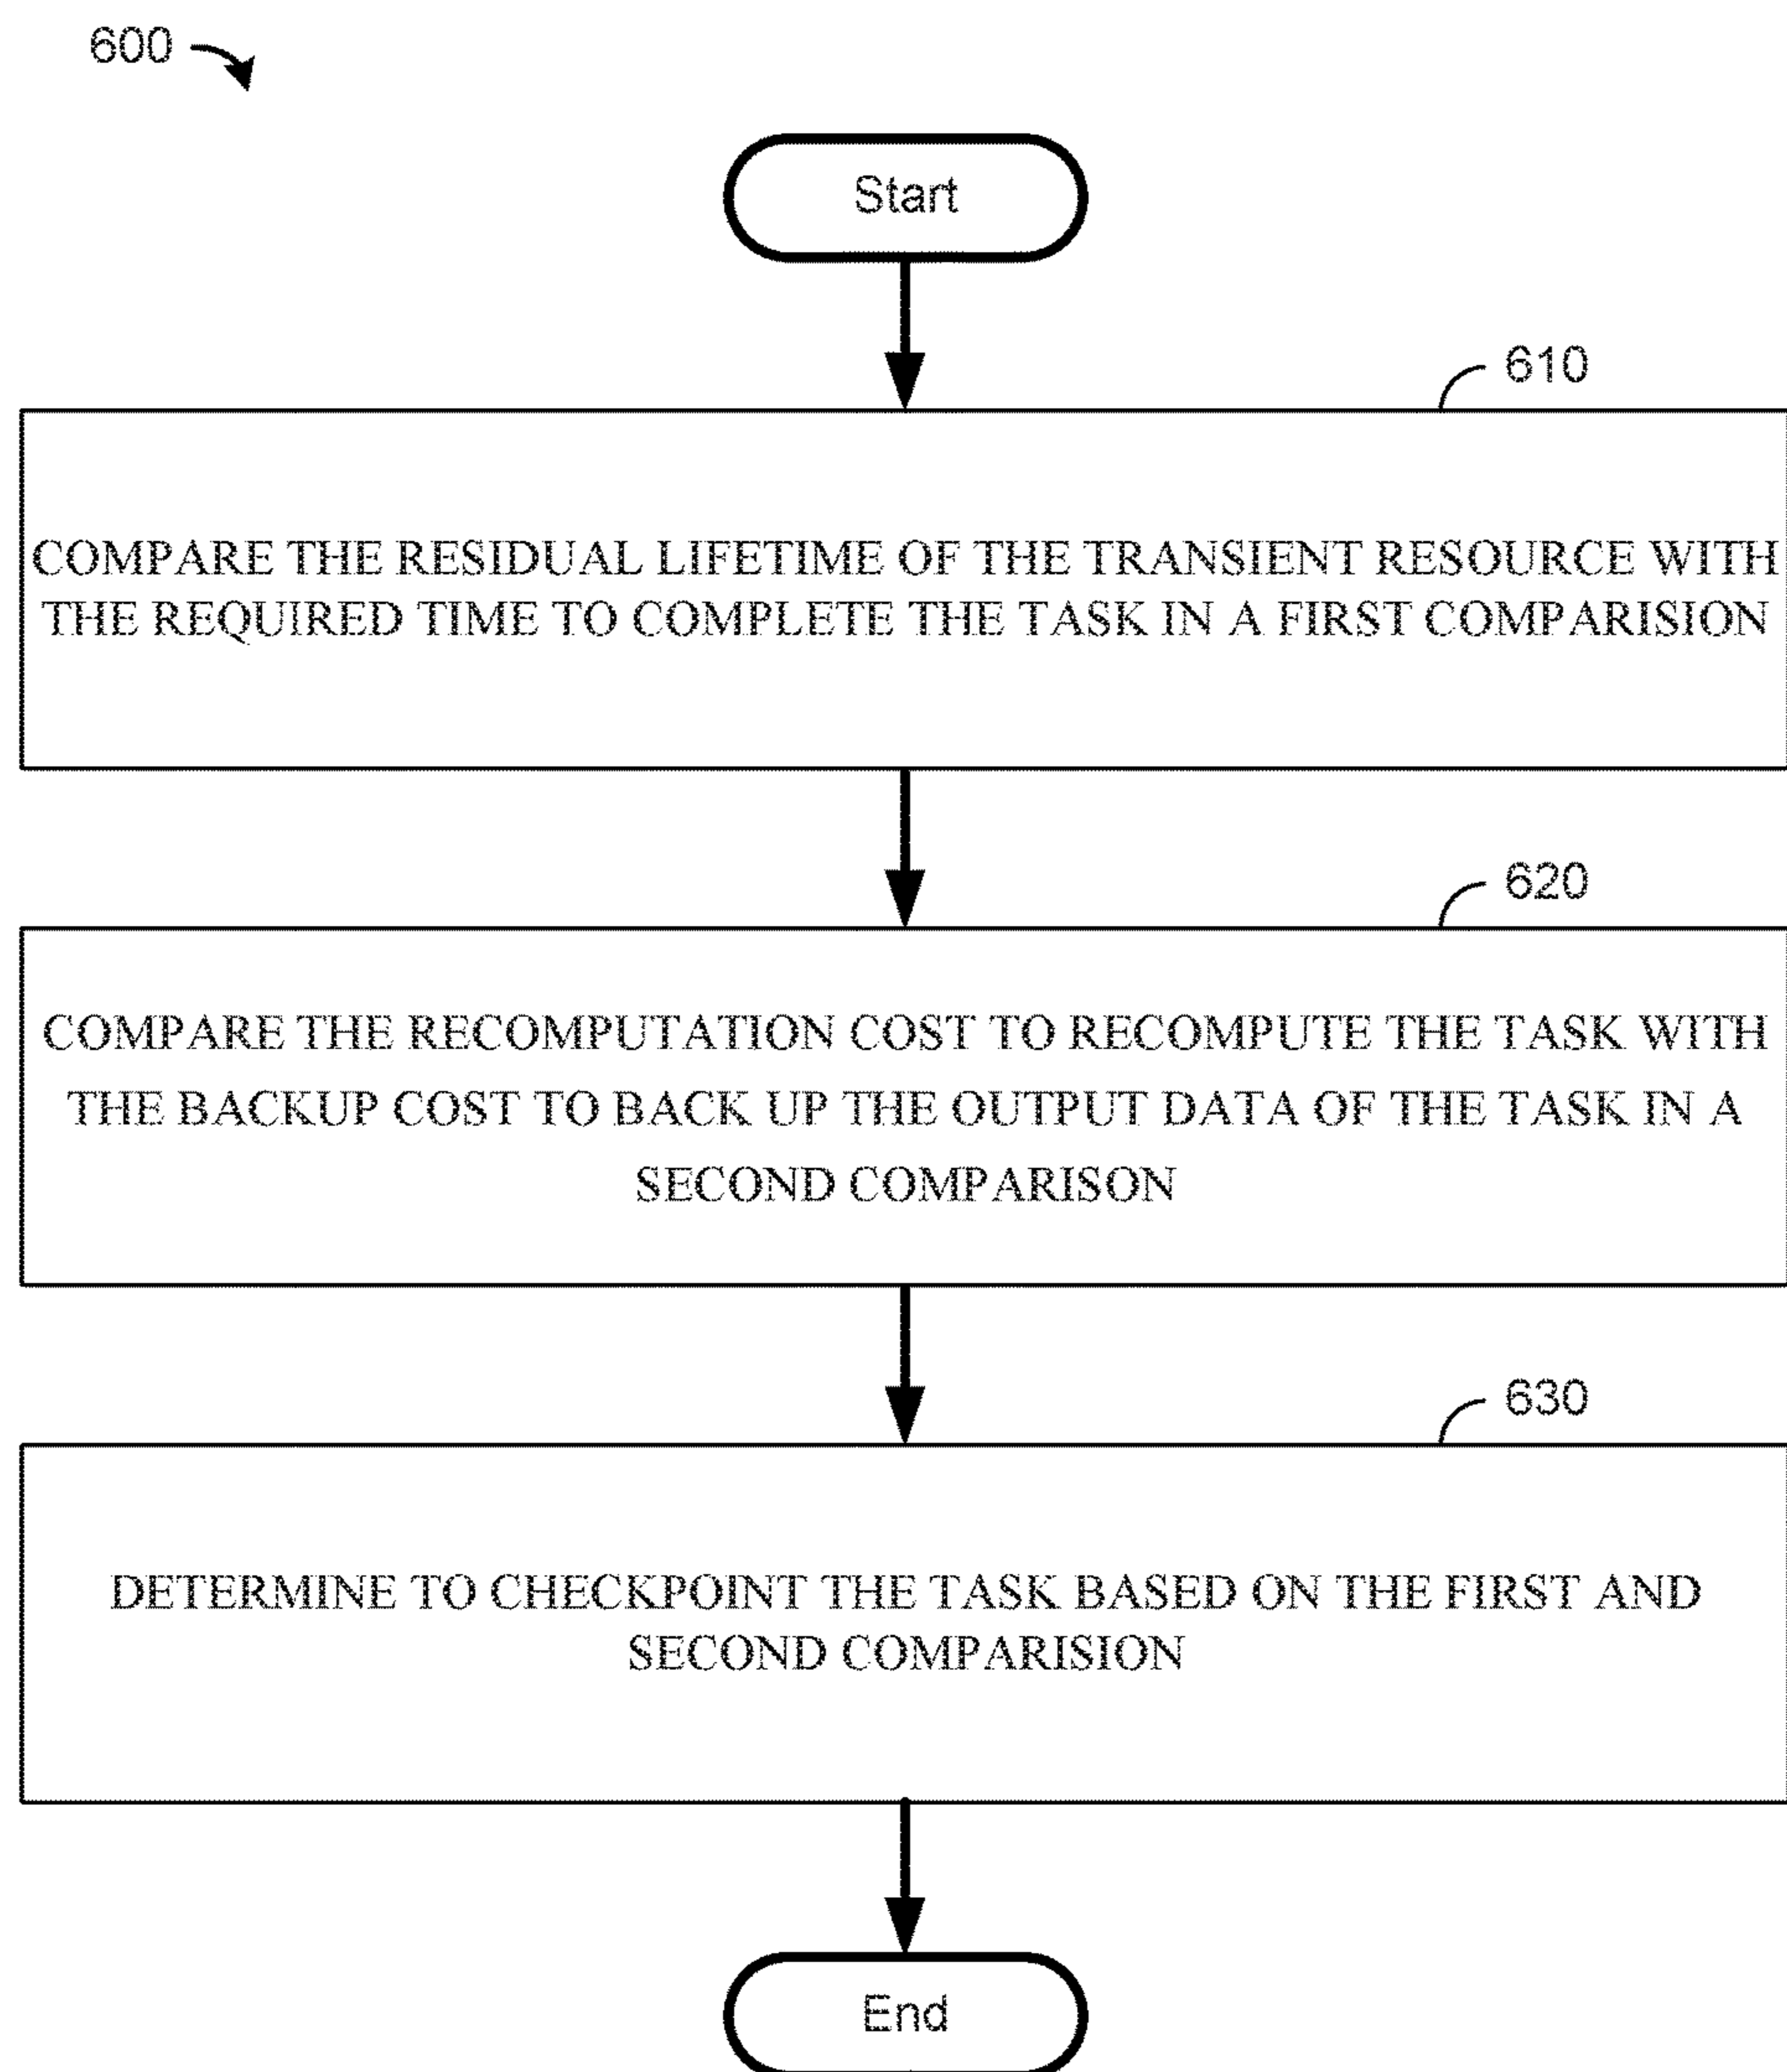 600
Start
610
COMPARE THE RESIDUAL LIFETIME OF THE TRANSIENT RESOURCE WITH
THE REQUIRED TIME TO COMPLETE THE TASK IN A FIRST COMPARISION
620
COMPARE THE RECOMPUTATION COST TO RECOMPUTE THE TASK WITH
THE BACKUP COST TO BACK UP THE OUTPUT DATA OF THE TASK IN A
SECOND COMPARISON
630
DETERMINE TO CHECKPOINT THE TASK BASED ON THE FIRST AND
SECOND COMPARISION
End